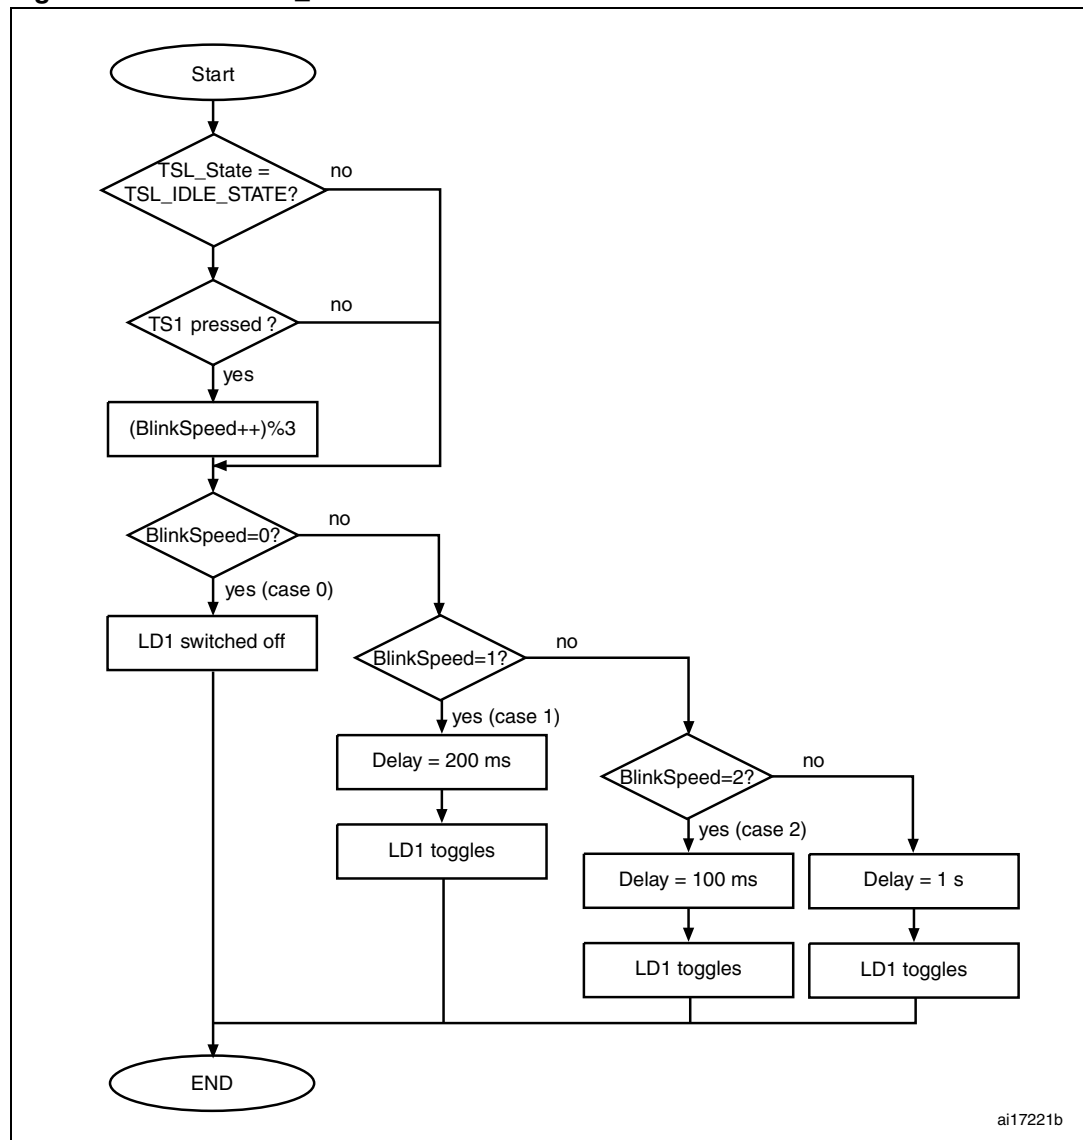 Start
TSL_State =
TSL_IDLE_STATE?
no
TS1 pressed ?
no
yes
(BlinkSpeed++)%3
BlinkSpeed=0?
no
yes (case 0)
LD1 switched off
BlinkSpeed=1?
no
yes (case 1)
Delay = 200 ms
LD1 toggles
BlinkSpeed=2?
no
yes (case 2)
Delay = 100 ms
Delay = 1 s
LD1 toggles
LD1 toggles
END
ai17221b